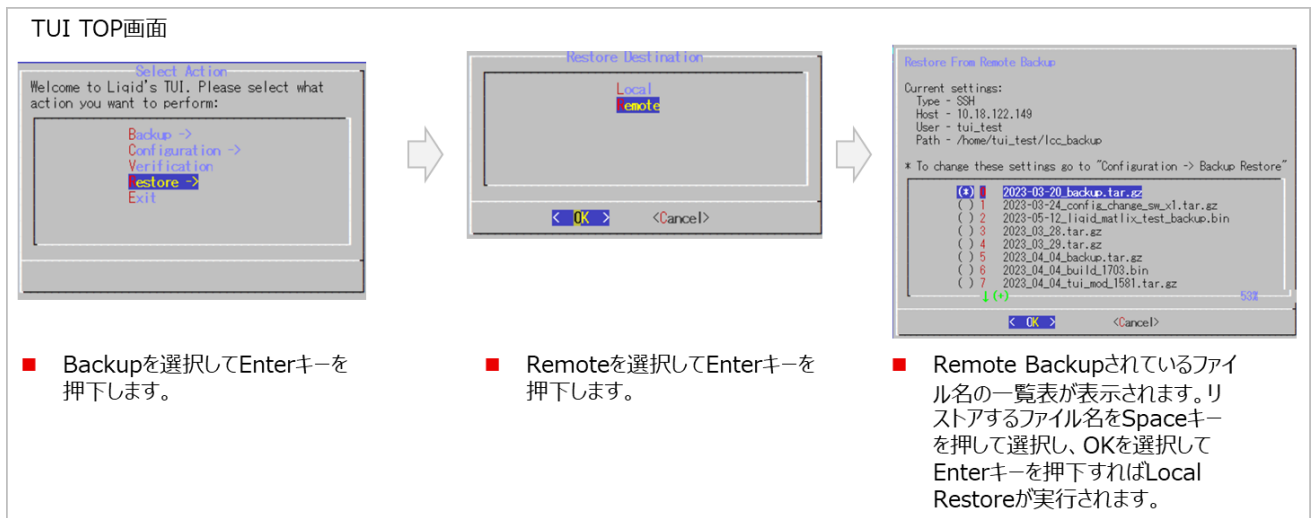 TUI TOP画面
Select Action
Welcome to Liqid's TUI. Please select what
action you want to perform:
Backup ->
Configuration ->
Verification
Restore ->
Exit
Restore Destination
Local
Remote
< OK > <Cancel>
Restore From Remote Backup
Current settings:
Type - SSH
Host - 10.18.122.149
User - tui_test
Path - /home/tui_test/lcc_backup
* To change these settings go to "Configuration -> Backup Restore"
(*) 0 2023-03-20_backup.tar.gz
( ) 1 2023-03-24_config_change_sw_x1.tar.gz
( ) 2 2023-05-12_liqid_matlix_test_backup.bin
( ) 3 2023_03_28.tar.gz
( ) 4 2023_03_29.tar.gz
( ) 5 2023_04_04_backup.tar.gz
( ) 6 2023_04_04_build_1703.bin
( ) 7 2023_04_04_tui_mod_1581.tar.gz
↓(+) 53%
< OK > <Cancel>
■ Backupを選択してEnterキーを
押下します。
■ Remoteを選択してEnterキーを
押下します。
■ Remote Backupされているファイ
ル名の一覧表が表示されます。リ
ストアするファイル名をSpaceキー
を押して選択し、OKを選択して
Enterキーを押下すればLocal
Restoreが実行されます。